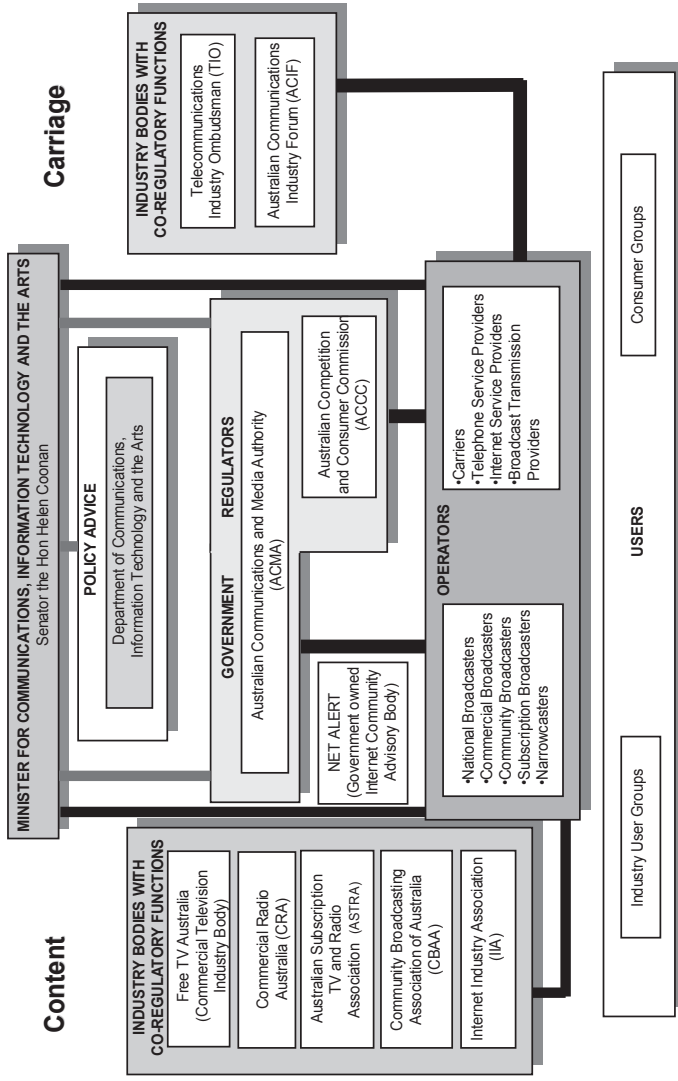 Content
Carriage
MINISTER FOR COMMUNICATIONS, INFORMATION TECHNOLOGY AND THE ARTS
Senator the Hon Helen Coonan
POLICY ADVICE
Department of Communications,
Information Technology and the Arts
INDUSTRY BODIES WITH
CO-REGULATORY FUNCTIONS
Free TV Australia
(Commercial Television
Industry Body)
Commercial Radio
Australia (CRA)
Australian Subscription
TV and Radio
Association (ASTRA)
Community Broadcasting
Association of Australia
(CBAA)
Internet Industry Association
(IIA)
GOVERNMENT REGULATORS
Australian Communications and Media Authority
(ACMA)
Australian Competition
and Consumer Commission
(ACCC)
NET ALERT
(Government owned
Internet Community
Advisory Body)
INDUSTRY BODIES WITH
CO-REGULATORY FUNCTIONS
Telecommunications
Industry Ombudsman (TIO)
Australian Communications
Industry Forum (ACIF)
OPERATORS
•National Broadcasters
•Commercial Broadcasters
•Community Broadcasters
•Subscription Broadcasters
•Narrowcasters
•Carriers
•Telephone Service Providers
•Internet Service Providers
•Broadcast Transmission
Providers
USERS
Industry User Groups
Consumer Groups